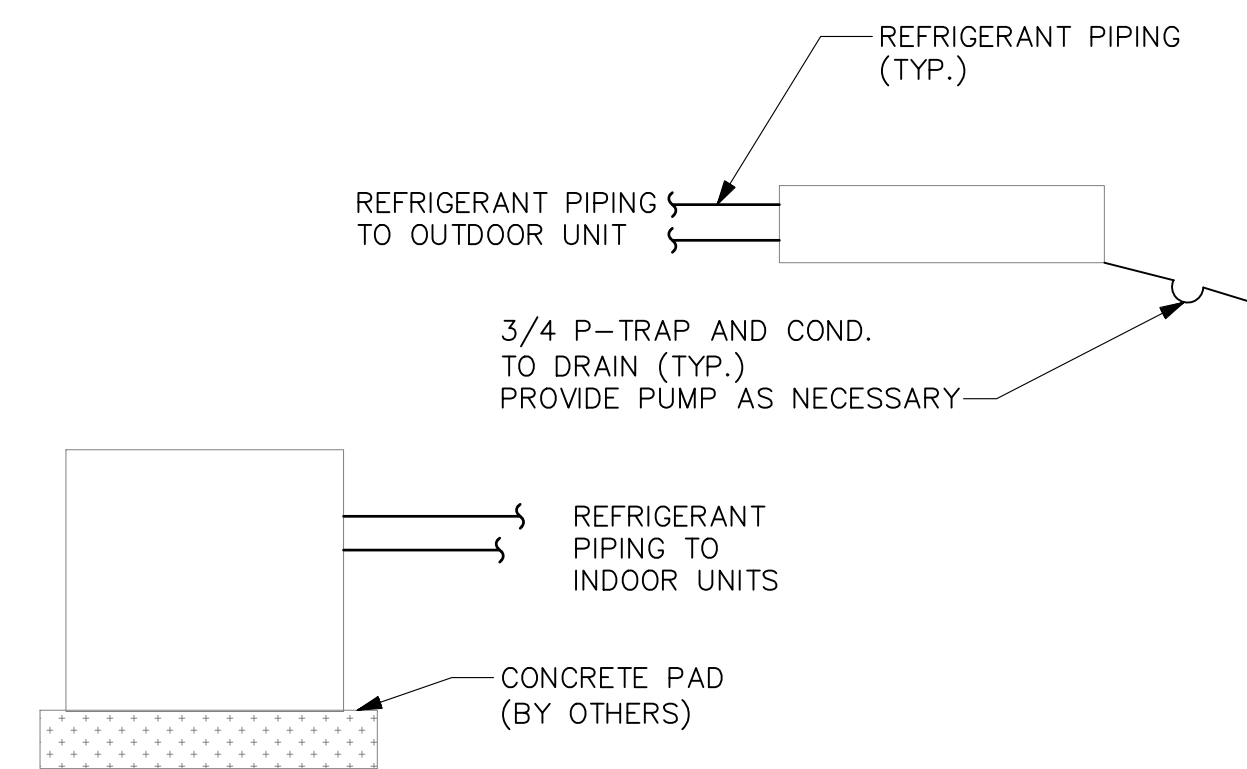 REFRIGERANT PIPING
(TYP.)
REFRIGERANT PIPING
TO OUTDOOR UNIT
3/4 P-TRAP AND COND.
TO DRAIN (TYP.)
PROVIDE PUMP AS NECESSARY
REFRIGERANT
PIPING TO
INDOOR UNITS
CONCRETE PAD
(BY OTHERS)